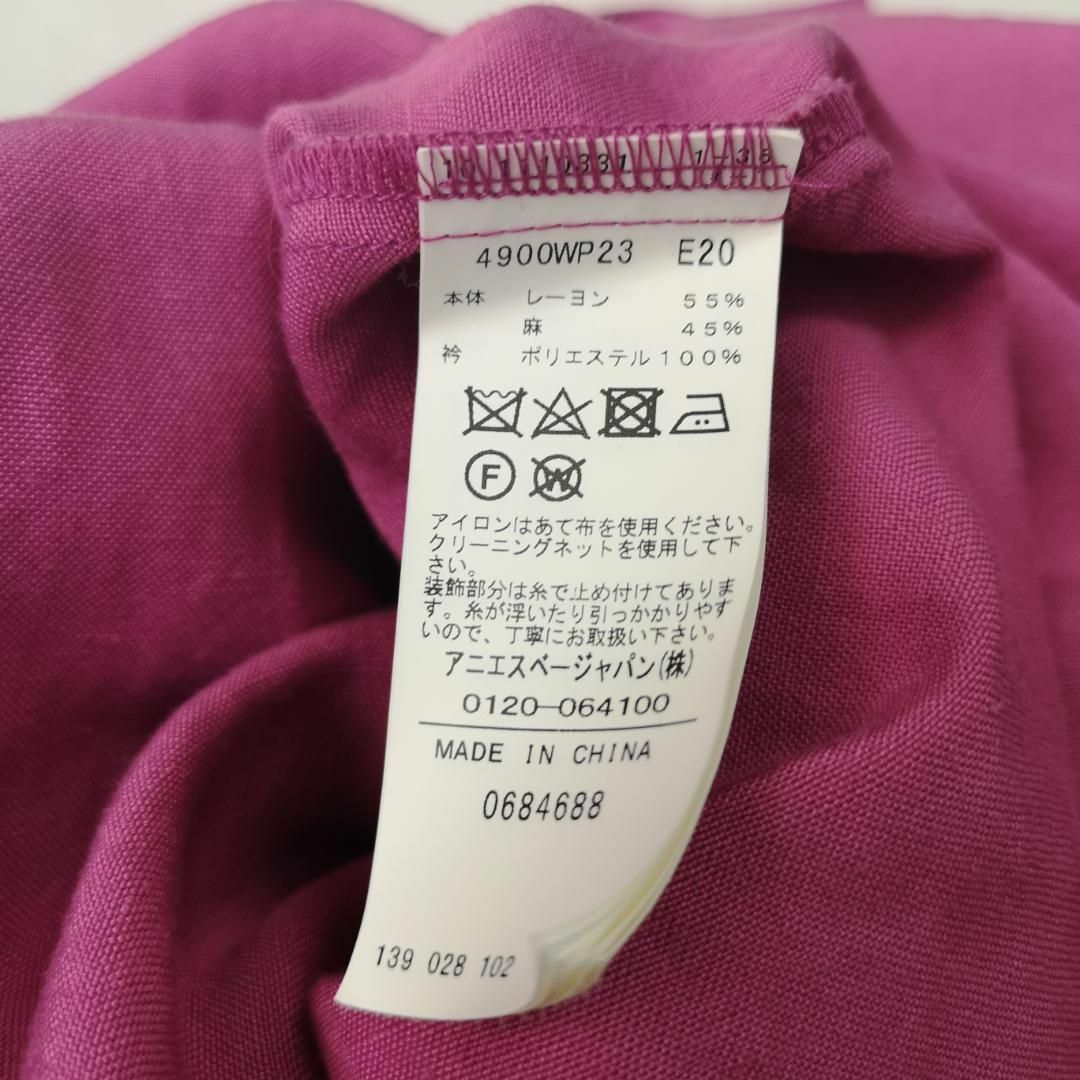 4900WP23 E20
本体 レーヨン 55%
麻 45%
衿 ポリエステル100%
F W
アイロンはあて布を使用ください。
クリーニングネットを使用して下
さい。
装飾部分は糸で止め付けてありま
す。糸が浮いたり引っかかりやす
いので、丁寧にお取扱い下さい。
アニエスベージャパン(株)
0120-064100
MADE IN CHINA
0684688
139 028 102